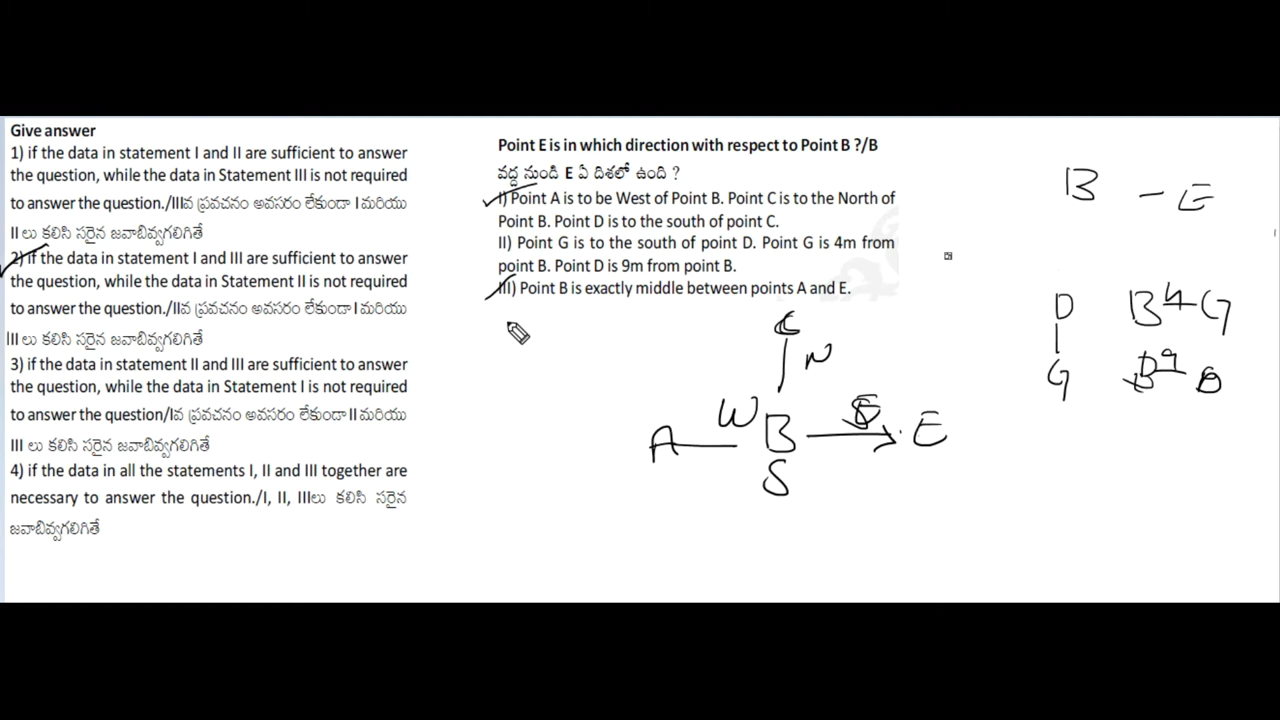 Give answer
1) if the data in statement I and II are sufficient to answer
the question, while the data in Statement III is not required
to answer the question./IIIవ ప్రవచనం అవసరం లేకుండా I మరియు
II లు కలిసి సరైన జవాబివ్వగలిగితే
2) if the data in statement I and III are sufficient to answer
the question, while the data in Statement II is not required
to answer the question./IIవ ప్రవచనం అవసరం లేకుండా I మరియు
III లు కలిసి సరైన జవాబివ్వగలిగితే
3) if the data in statement II and III are sufficient to answer
the question, while the data in Statement I is not required
to answer the question/Iవ ప్రవచనం అవసరం లేకుండా II మరియు
III లు కలిసి సరైన జవాబివ్వగలిగితే
4) if the data in all the statements I, II and III together are
necessary to answer the question./I, II, IIIలు కలిసి సరైన
జవాబివ్వగలిగితే
Point E is in which direction with respect to Point B ?/B
వద్ద నుండి E ఏ దిశలో ఉంది ?
I) Point A is to be West of Point B. Point C is to the North of
Point B. Point D is to the south of point C.
II) Point G is to the south of point D. Point G is 4m from
point B. Point D is 9m from point B.
III) Point B is exactly middle between points A and E.
C
N
W
A B E
S
B – E
D B 4 G
G 9